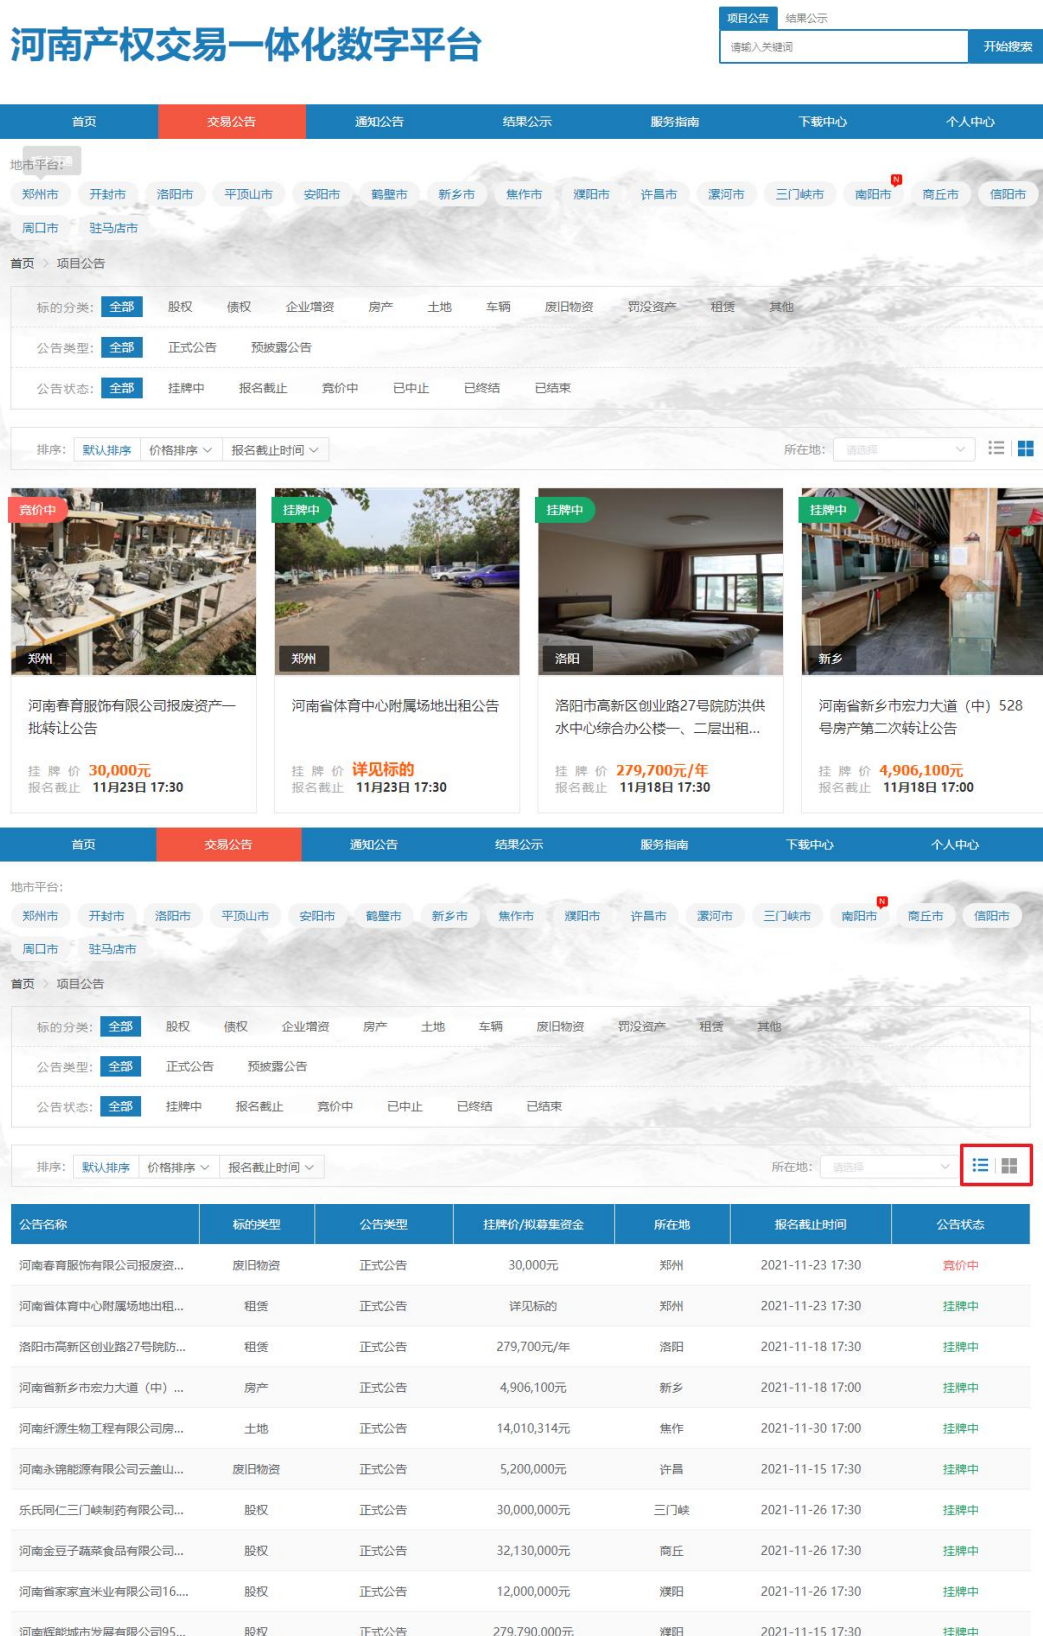 项目公告 结果公示
河南产权交易一体化数字平台
请输入关键词 开始搜索
首页 交易公告 通知公告 结果公示 服务指南 下载中心 个人中心
地市平台:
郑州市 开封市 洛阳市 平顶山市 安阳市 鹤壁市 新乡市 焦作市 濮阳市 许昌市 漯河市 三门峡市 南阳市 N 商丘市 信阳市
周口市 驻马店市
首页 > 项目公告
标的分类: 全部 股权 债权 企业增资 房产 土地 车辆 废旧物资 罚没资产 租赁 其他
公告类型: 全部 正式公告 预披露公告
公告状态: 全部 挂牌中 报名截止 竞价中 已中止 已终结 已结束
排序: 默认排序 价格排序 报名截止时间 所在地: 请选择
竞价中 挂牌中 挂牌中 挂牌中
郑州 郑州 洛阳 新乡
河南春育服饰有限公司报废资产一 河南省体育中心附属场地出租公告 洛阳市高新区创业路27号院防洪供 河南省新乡市宏力大道（中）528
批转让公告 水中心综合办公楼一、二层出租... 号房产第二次转让公告
挂 牌 价 30,000元 挂 牌 价 详见标的 挂 牌 价 279,700元/年 挂 牌 价 4,906,100元
报名截止 11月23日 17:30 报名截止 11月23日 17:30 报名截止 11月18日 17:30 报名截止 11月18日 17:00
首页 交易公告 通知公告 结果公示 服务指南 下载中心 个人中心
地市平台:
郑州市 开封市 洛阳市 平顶山市 安阳市 鹤壁市 新乡市 焦作市 濮阳市 许昌市 漯河市 三门峡市 南阳市 N 商丘市 信阳市
周口市 驻马店市
首页 > 项目公告
标的分类: 全部 股权 债权 企业增资 房产 土地 车辆 废旧物资 罚没资产 租赁 其他
公告类型: 全部 正式公告 预披露公告
公告状态: 全部 挂牌中 报名截止 竞价中 已中止 已终结 已结束
排序: 默认排序 价格排序 报名截止时间 所在地: 请选择
公告名称 标的类型 公告类型 挂牌价/拟募集资金 所在地 报名截止时间 公告状态
河南春育服饰有限公司报废资... 废旧物资 正式公告 30,000元 郑州 2021-11-23 17:30 竞价中
河南省体育中心附属场地出租... 租赁 正式公告 详见标的 郑州 2021-11-23 17:30 挂牌中
洛阳市高新区创业路27号院防... 租赁 正式公告 279,700元/年 洛阳 2021-11-18 17:30 挂牌中
河南省新乡市宏力大道（中）... 房产 正式公告 4,906,100元 新乡 2021-11-18 17:00 挂牌中
河南纤源生物工程有限公司房... 土地 正式公告 14,010,314元 焦作 2021-11-30 17:00 挂牌中
河南永锦能源有限公司云盖山... 废旧物资 正式公告 5,200,000元 许昌 2021-11-15 17:30 挂牌中
乐氏同仁三门峡制药有限公司... 股权 正式公告 30,000,000元 三门峡 2021-11-26 17:30 挂牌中
河南金豆子蔬菜食品有限公司... 股权 正式公告 32,130,000元 商丘 2021-11-26 17:30 挂牌中
河南省家家宜米业有限公司16.... 股权 正式公告 12,000,000元 濮阳 2021-11-26 17:30 挂牌中
河南辉能城市发展有限公司95... 股权 正式公告 279,790,000元 濮阳 2021-11-15 17:30 挂牌中